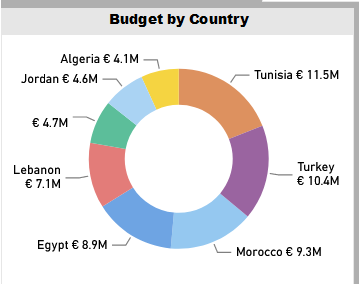 Budget by Country
Algeria € 4.1M
Tunisia € 11.5M
Jordan € 4.6M
€ 4.7M
Lebanon
€ 7.1M
Turkey
€ 10.4M
Egypt € 8.9M
Morocco € 9.3M